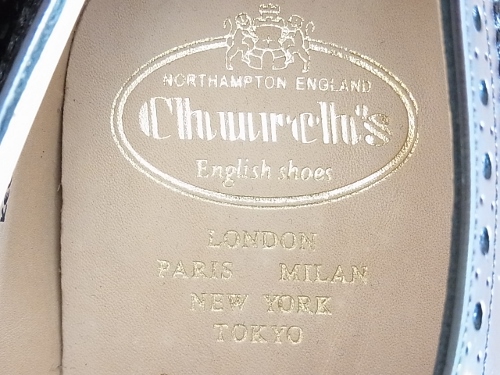 NORTHAMPTON ENGLAND
Church's
English shoes
LONDON
PARIS MILAN
NEW YORK
TOKYO